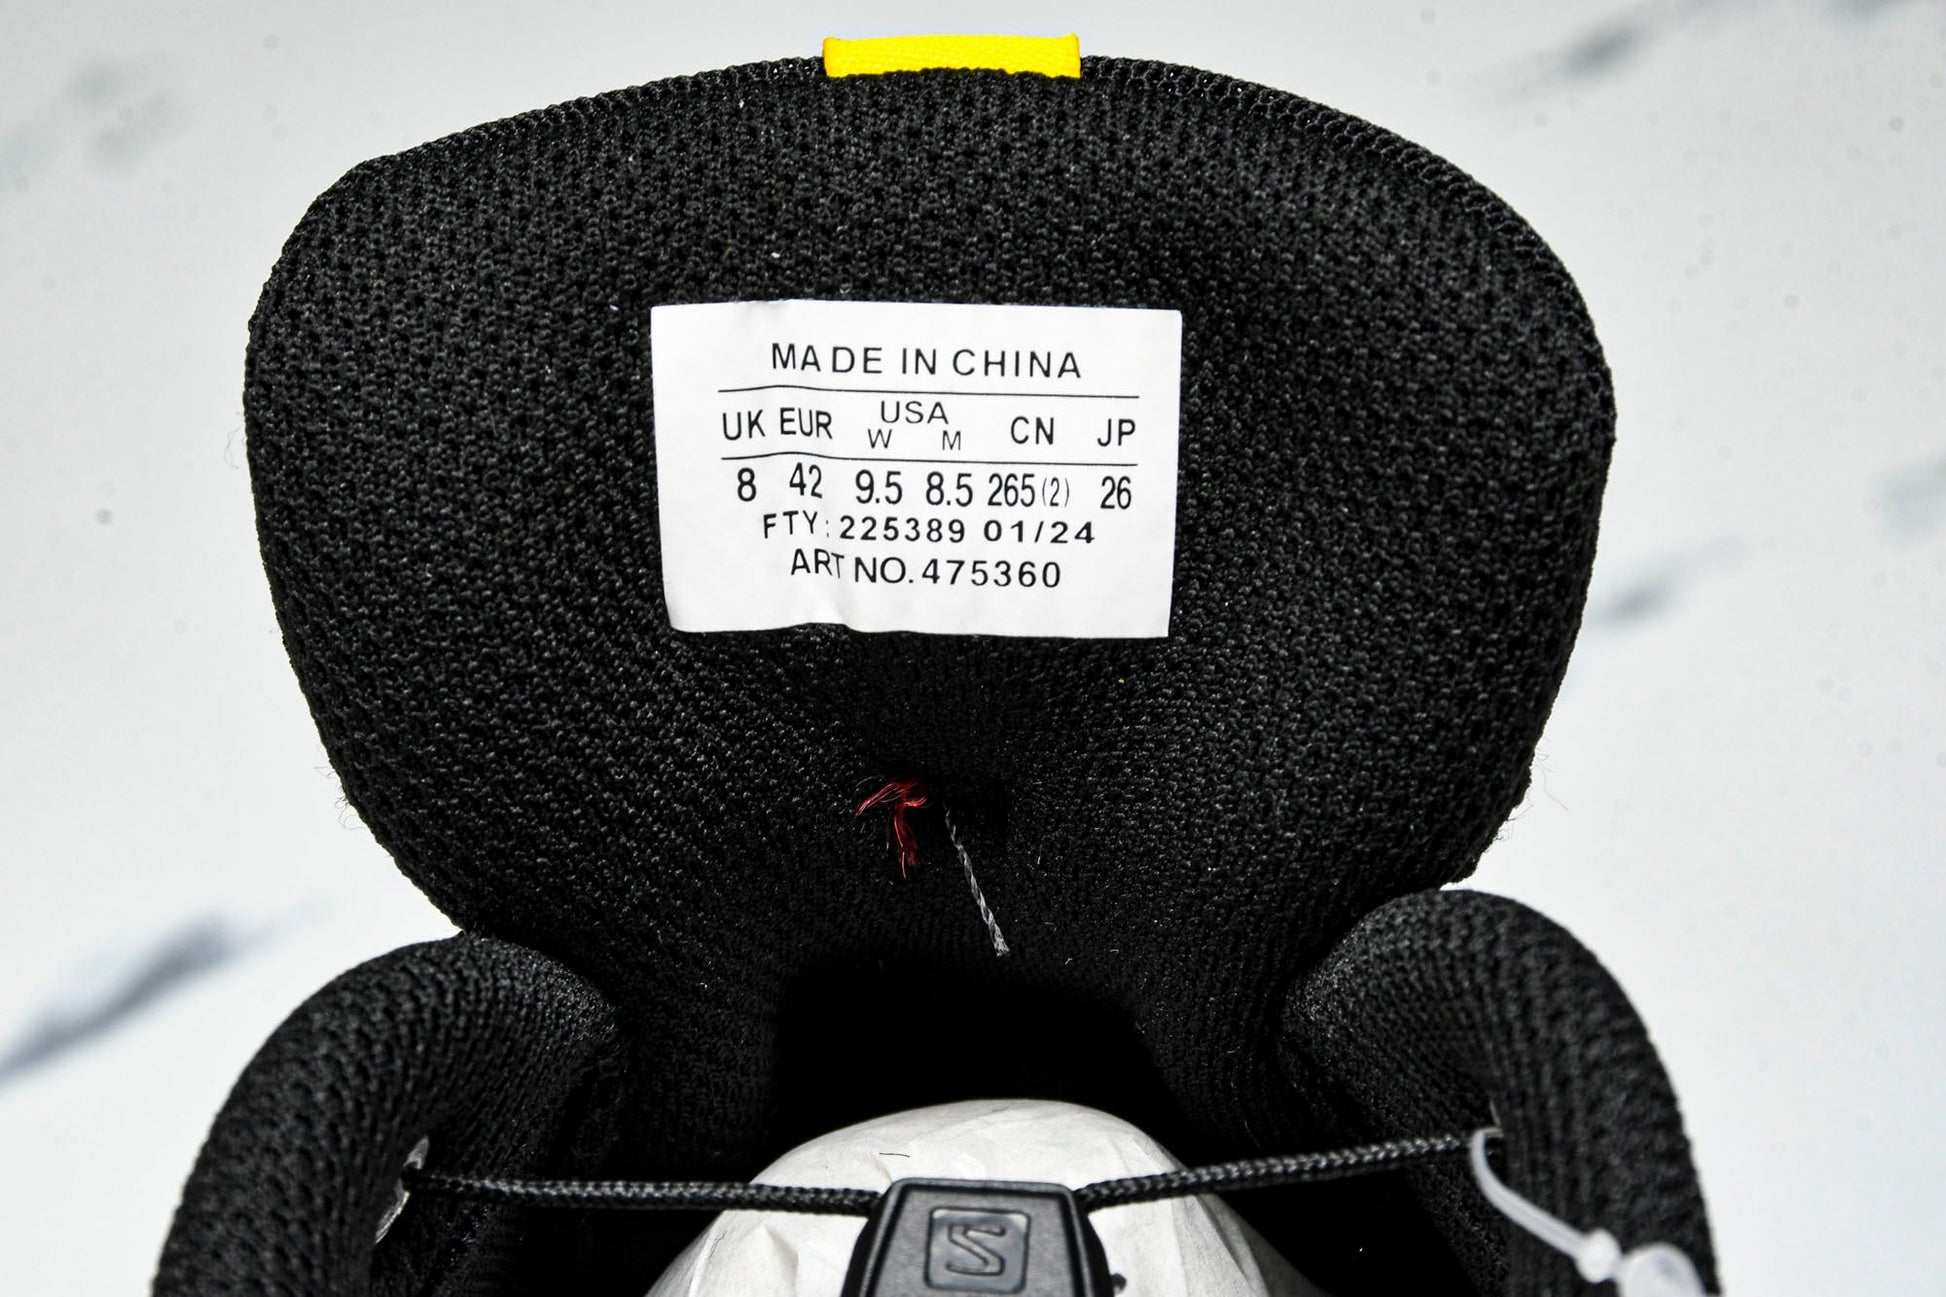 MADE IN CHINA
UK EUR USA CN JP
W M
8 42 9.5 8.5 265(2) 26
FTY: 225389 01/24
ART NO. 475360
S